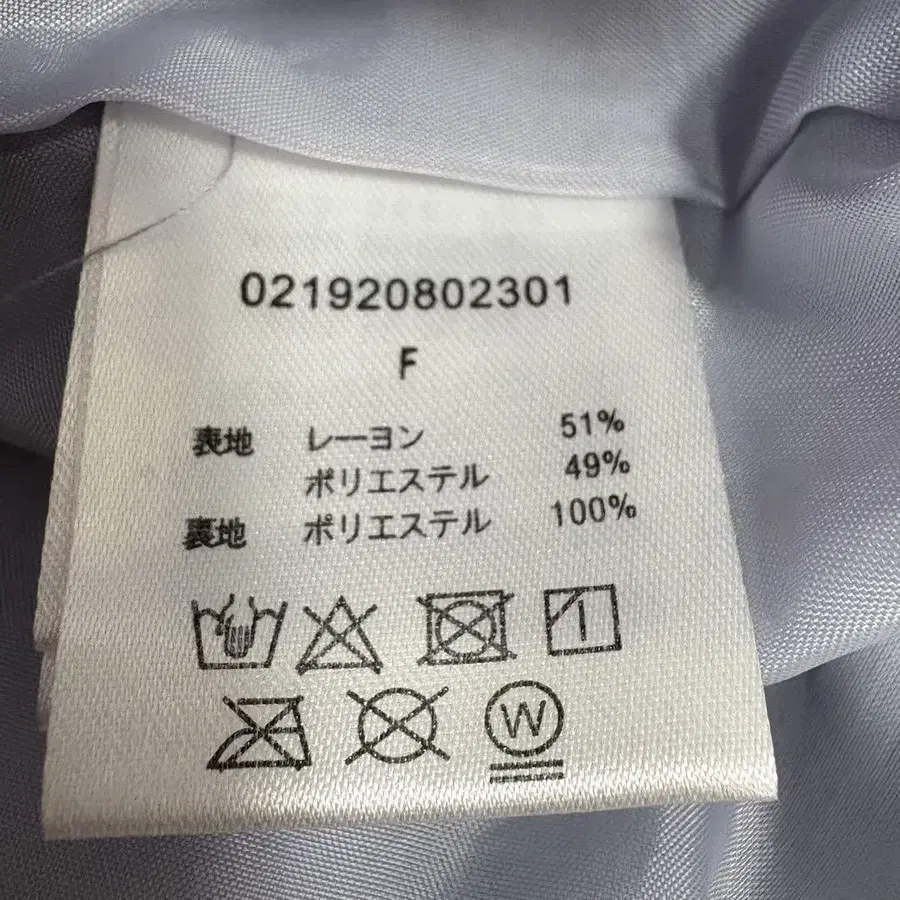 021920802301
F
表地 レーヨン 51%
ポリエステル 49%
裏地 ポリエステル 100%
W